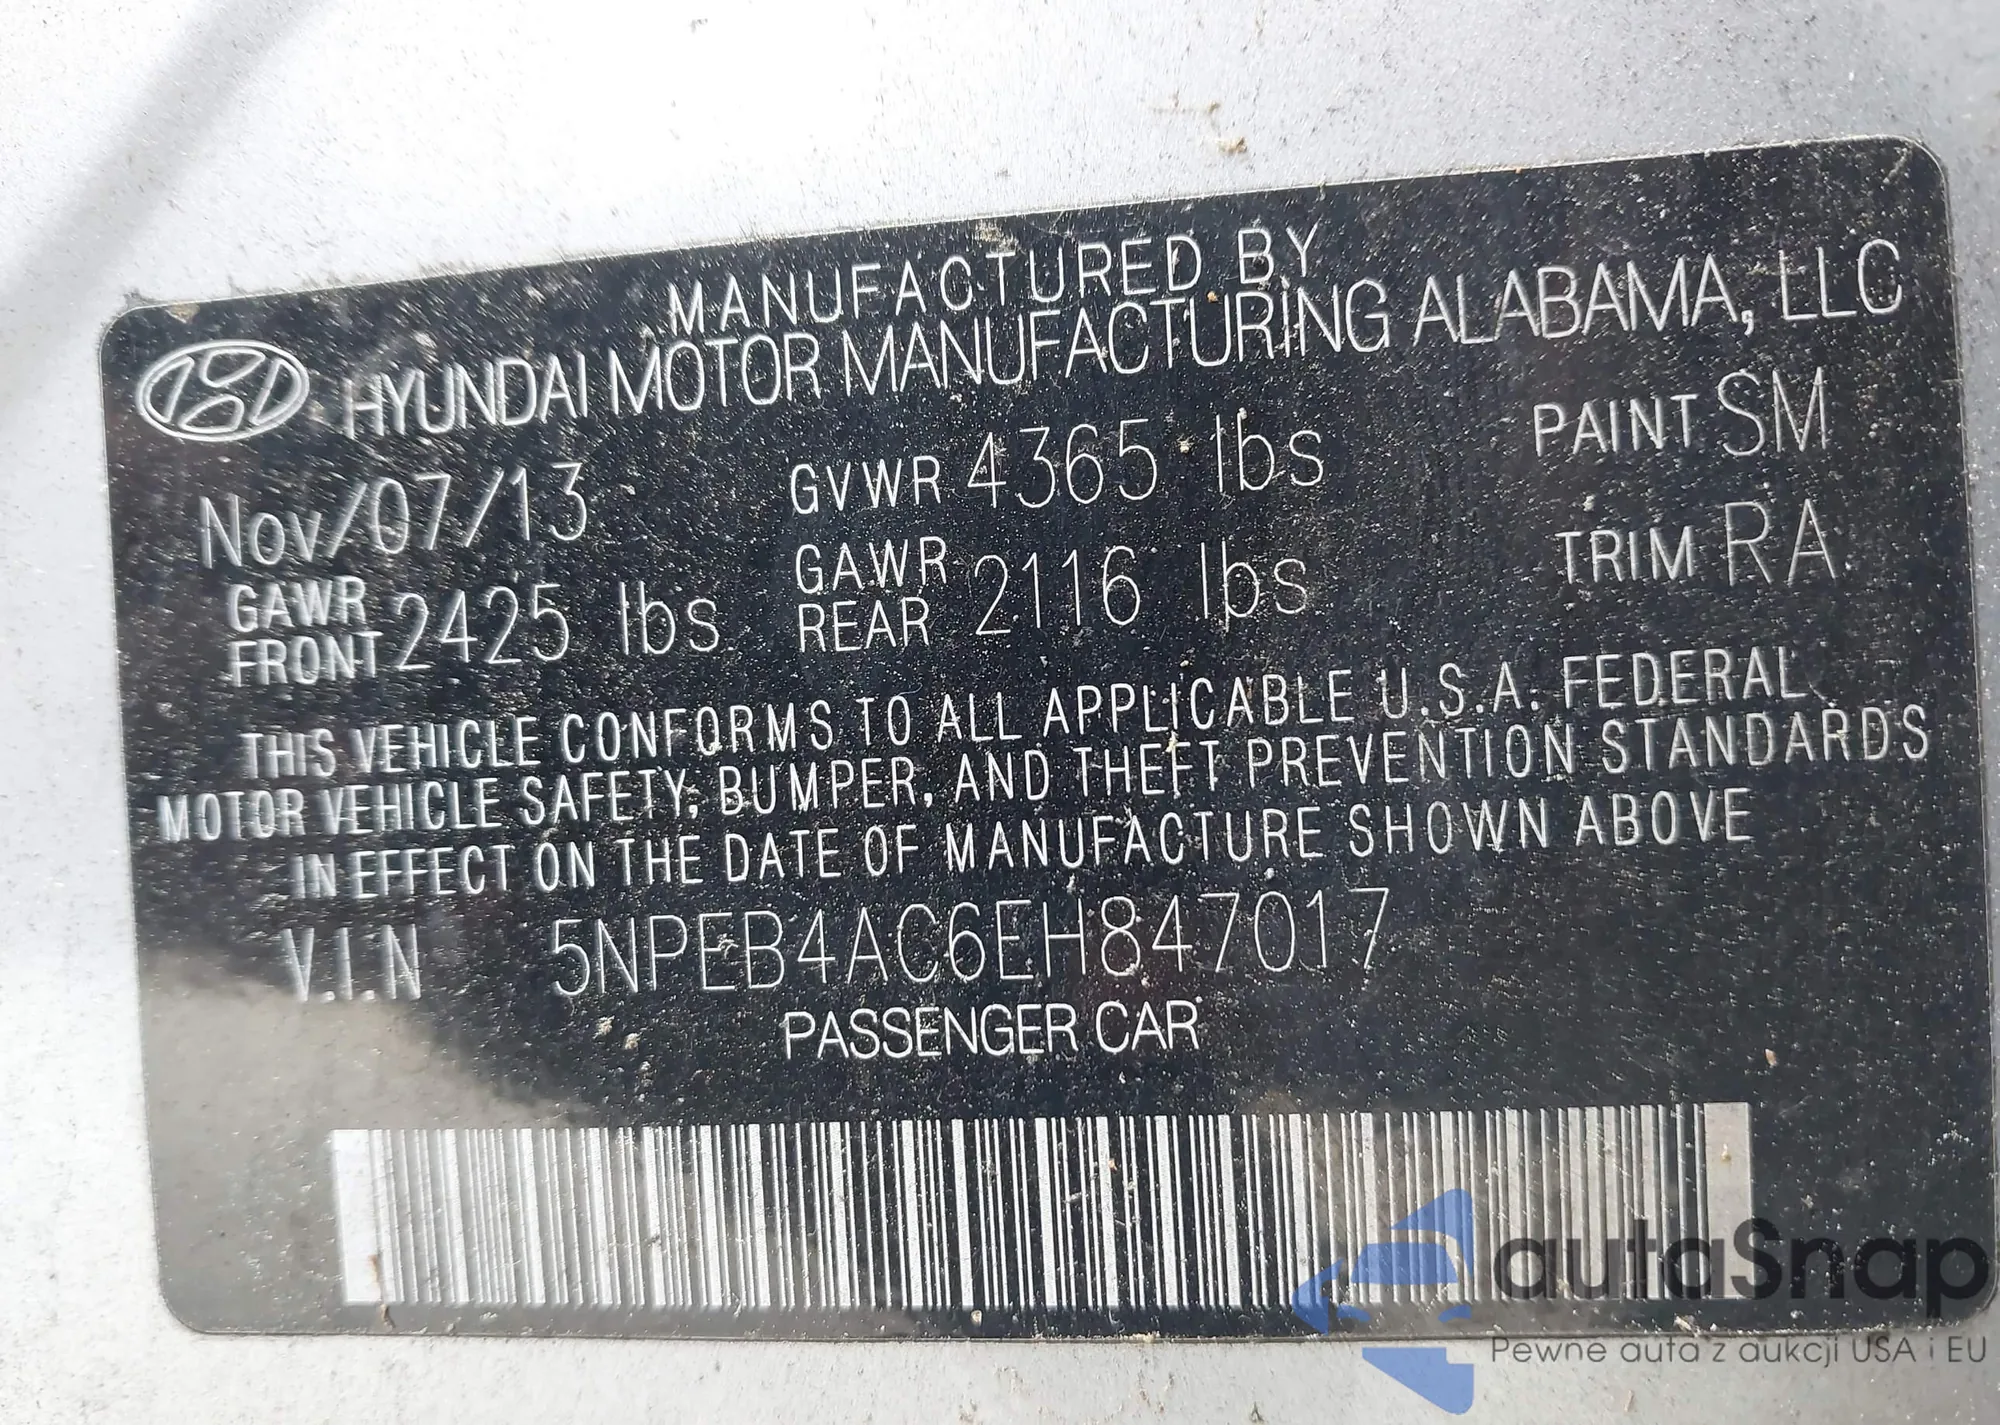 MANUFACTURED BY
HYUNDAI MOTOR MANUFACTURING ALABAMA, LLC
Nov/07/13 GVWR 4365 lbs PAINT SM
GAWR FRONT 2425 lbs GAWR REAR 2116 lbs TRIM RA
THIS VEHICLE CONFORMS TO ALL APPLICABLE U.S.A. FEDERAL
MOTOR VEHICLE SAFETY, BUMPER, AND THEFT PREVENTION STANDARDS
IN EFFECT ON THE DATE OF MANUFACTURE SHOWN ABOVE
V.I.N 5NPEB4AC6EH847017
PASSENGER CAR
autaSnap
Pewne auta z aukcji USA i EU